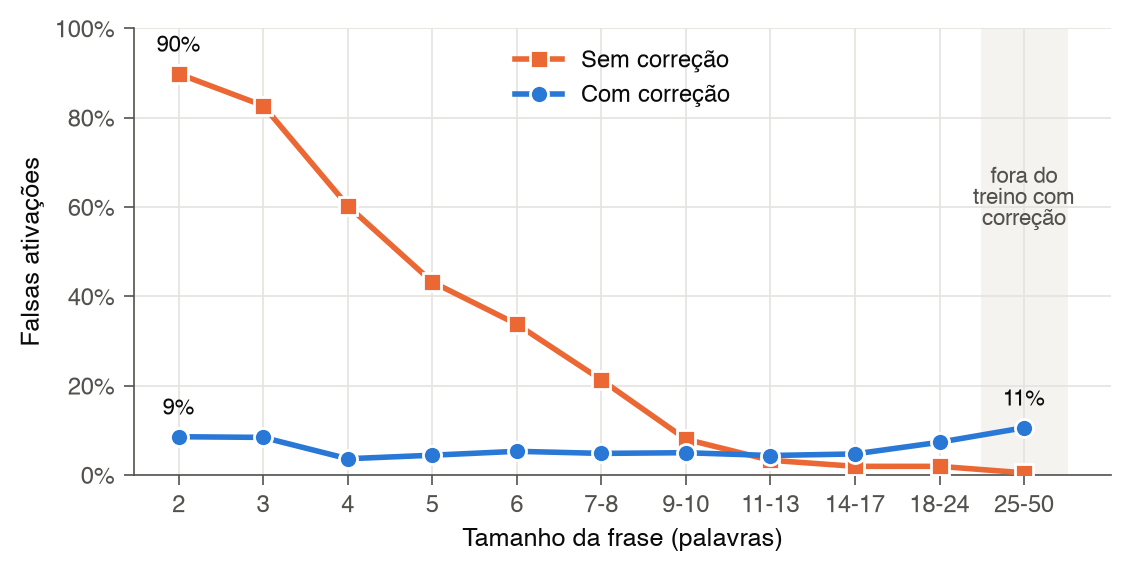 100%
80%
60%
40%
20%
0%
Falsas ativações
90%
9%
Sem correção
Com correção
fora do
treino com
correção
11%
2
3
4
5
6
7-8
9-10
11-13
14-17
18-24
25-50
Tamanho da frase (palavras)